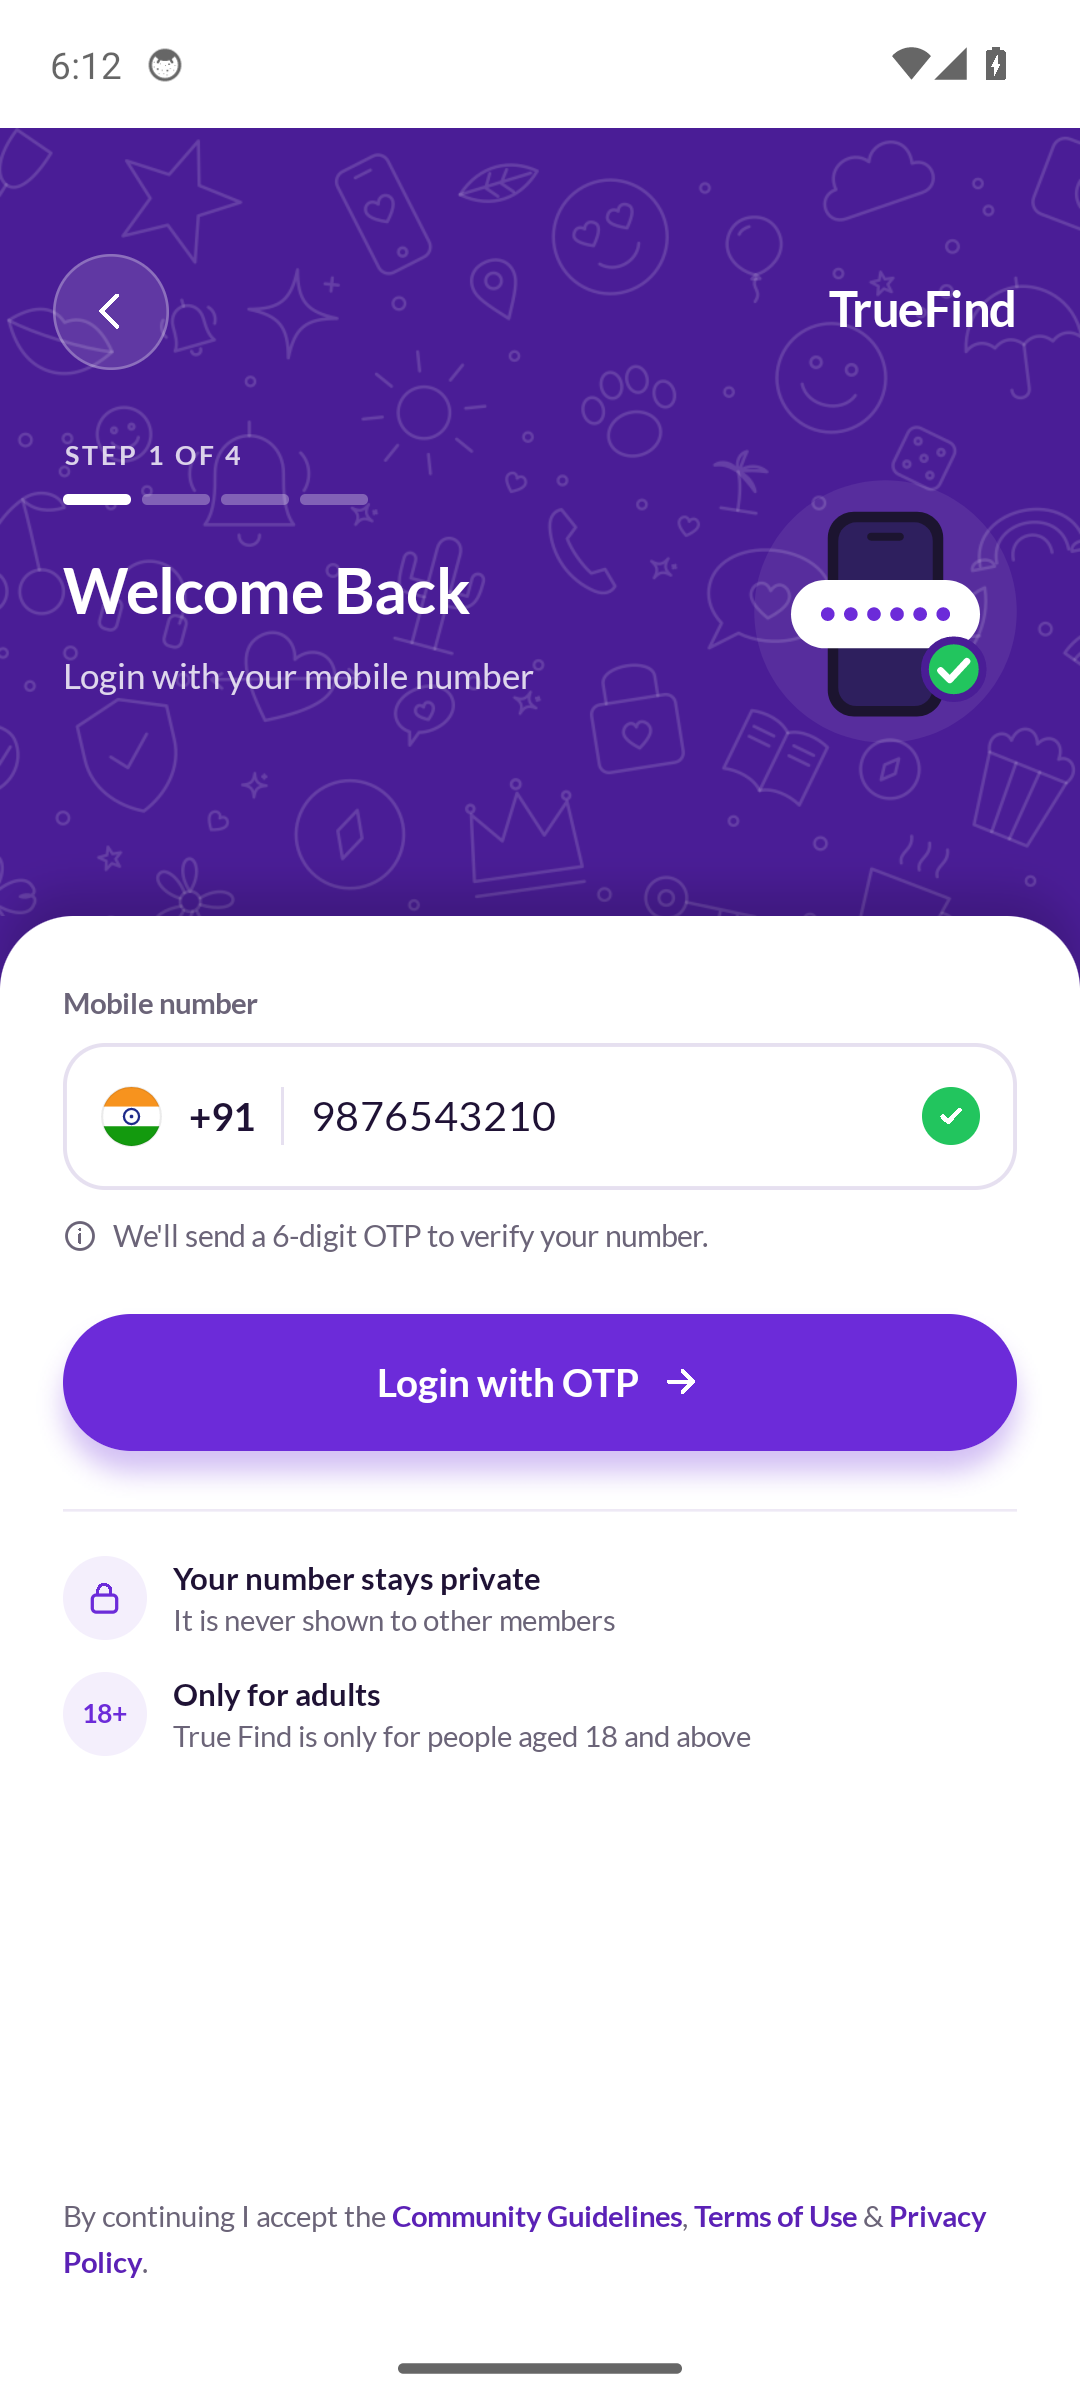 6:12
TrueFind
STEP 1 OF 4
Welcome Back
Login with your mobile number
Mobile number
+91 9876543210
We'll send a 6-digit OTP to verify your number.
Login with OTP
Your number stays private
It is never shown to other members
18+
Only for adults
True Find is only for people aged 18 and above
By continuing I accept the Community Guidelines, Terms of Use & Privacy
Policy.